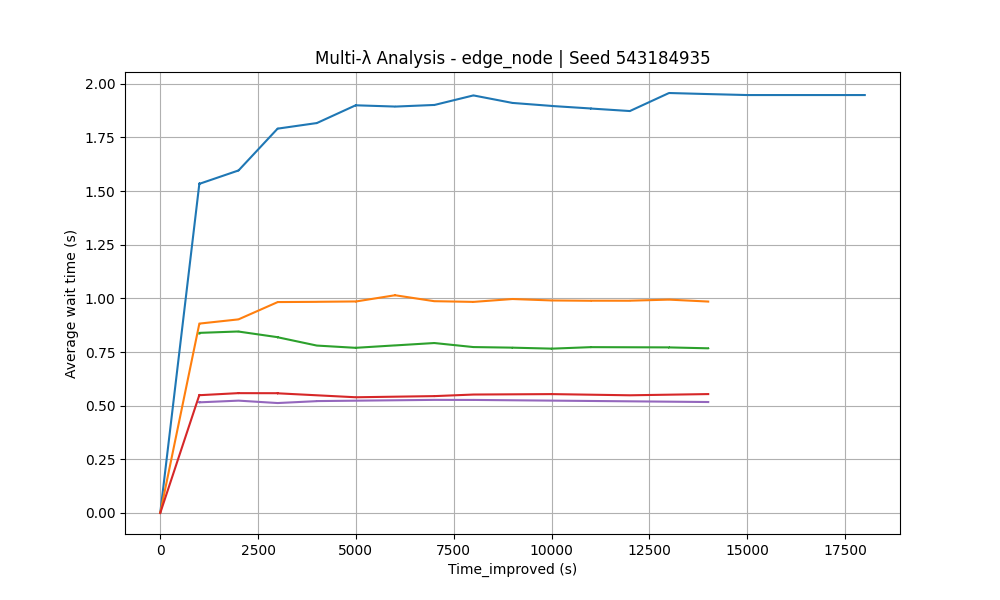 Multi-λ Analysis - edge_node | Seed 543184935
Average wait time (s)
2.00
1.75
1.50
1.25
1.00
0.75
0.50
0.25
0.00
0 2500 5000 7500 10000 12500 15000 17500
Time_improved (s)